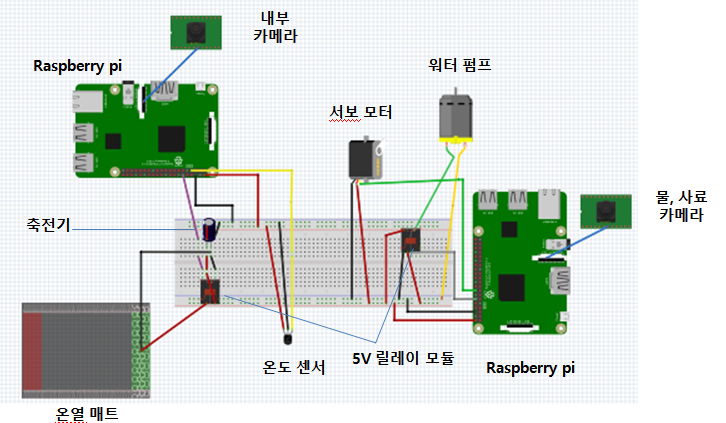 내부
카메라
Raspberry pi
워터 펌프
서보 모터
물, 사료
카메라
축전기
온도 센서
5V 릴레이 모듈
Raspberry pi
온열 매트